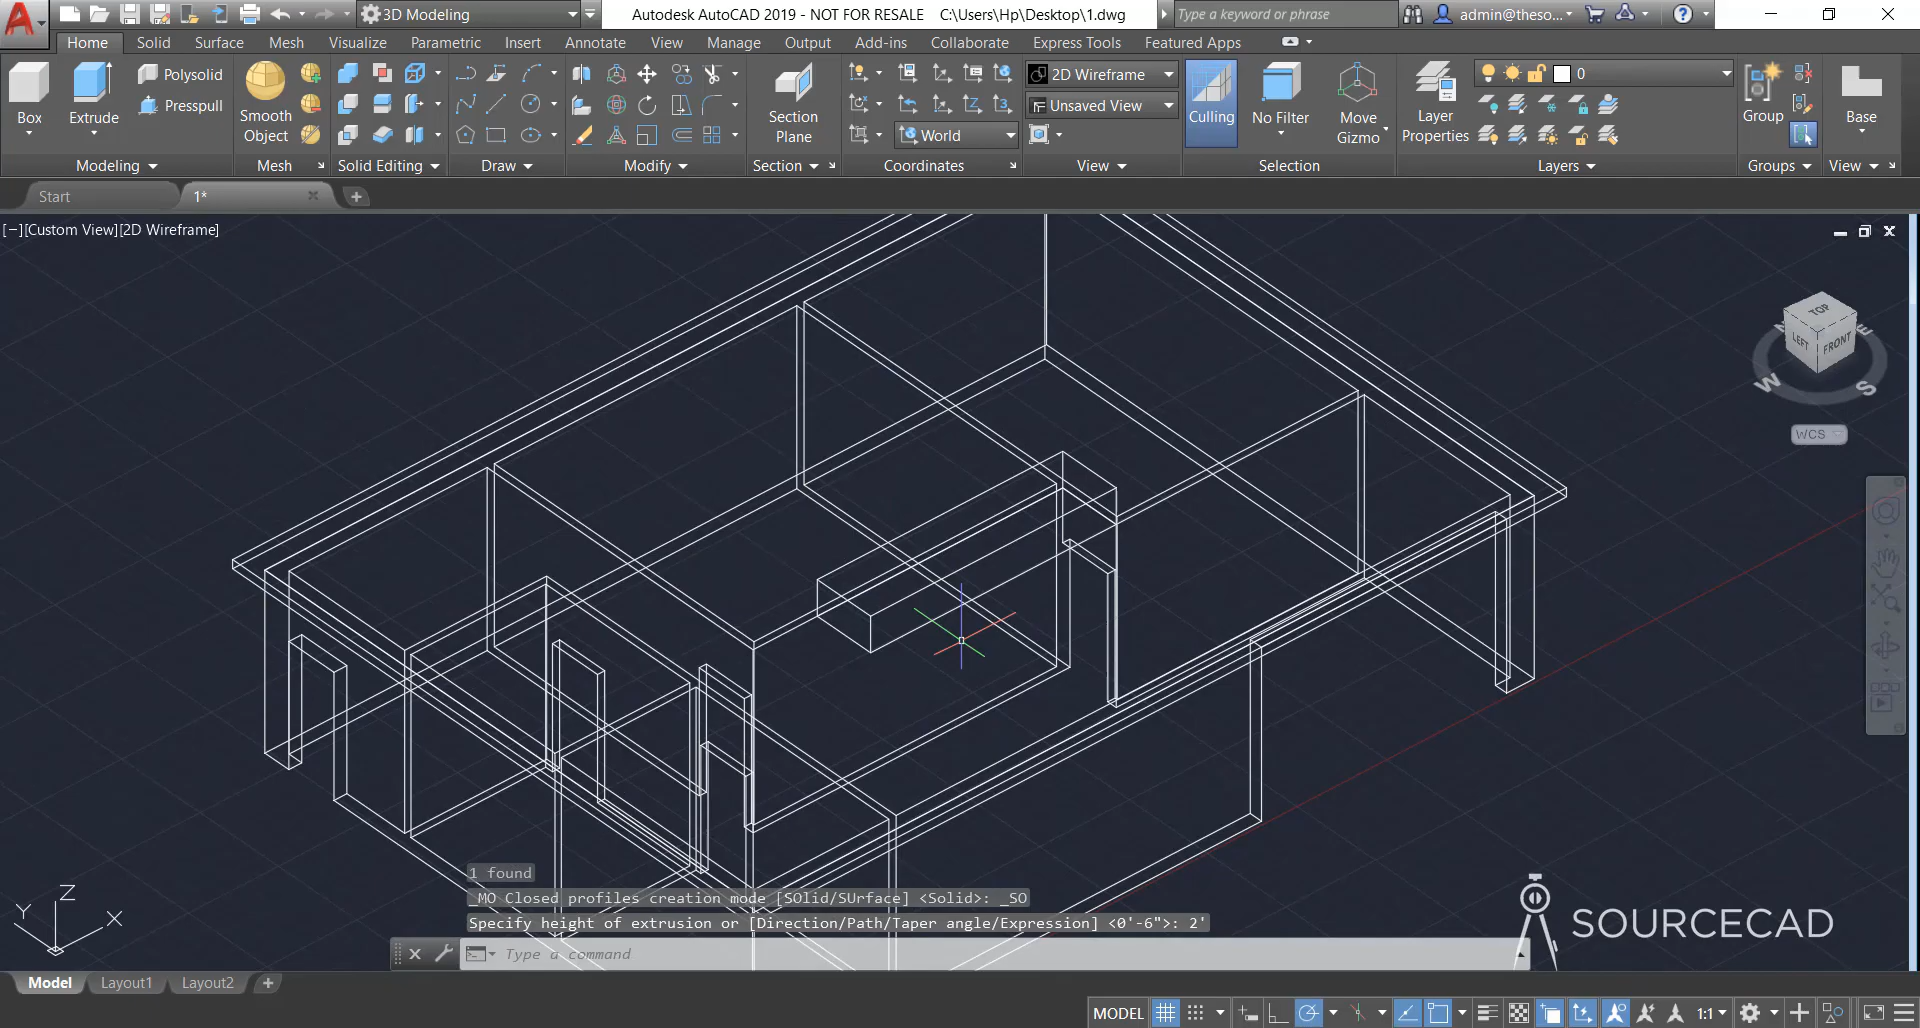 3D Modeling
Autodesk AutoCAD 2019 - NOT FOR RESALE C:\Users\Hp\Desktop\1.dwg
Type a keyword or phrase
admin@theso...
Home Solid Surface Mesh Visualize Parametric Insert Annotate View Manage Output Add-ins Collaborate Express Tools Featured Apps
Box
Extrude
Polysolid
Presspull
Smooth
Object
Section
Plane
World
2D Wireframe
Unsaved View
Culling
No Filter
Move
Gizmo
Layer
Properties
0
Group
Base
Modeling Mesh Solid Editing Draw Modify Section Coordinates View Selection Layers Groups View
Start 1*
[−][Custom View][2D Wireframe]
TOP
LEFT FRONT
N E
W S
WCS
Z
Y X
1 found
_MO Closed profiles creation mode [SOlid/SUrface] <Solid>: _SO
Specify height of extrusion or [Direction/Path/Taper angle/Expression] <0'-6">: 2'
Type a command
SOURCECAD
Model Layout1 Layout2
MODEL
1:1